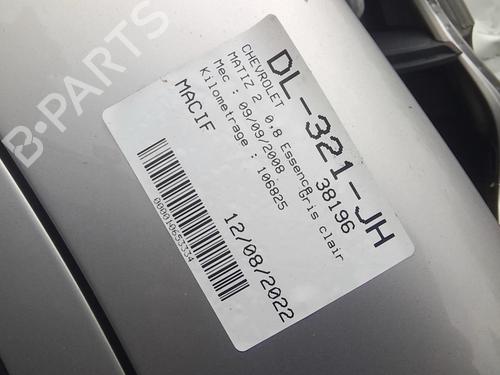 DL-321-JH
38196
CHEVROLET
MATIZ 2 0,8 Essence
Gris clair
Mec : 09/09/2008
Kilometrage : 106825
MACIF
12/08/2022
000010653334
B-PARTS